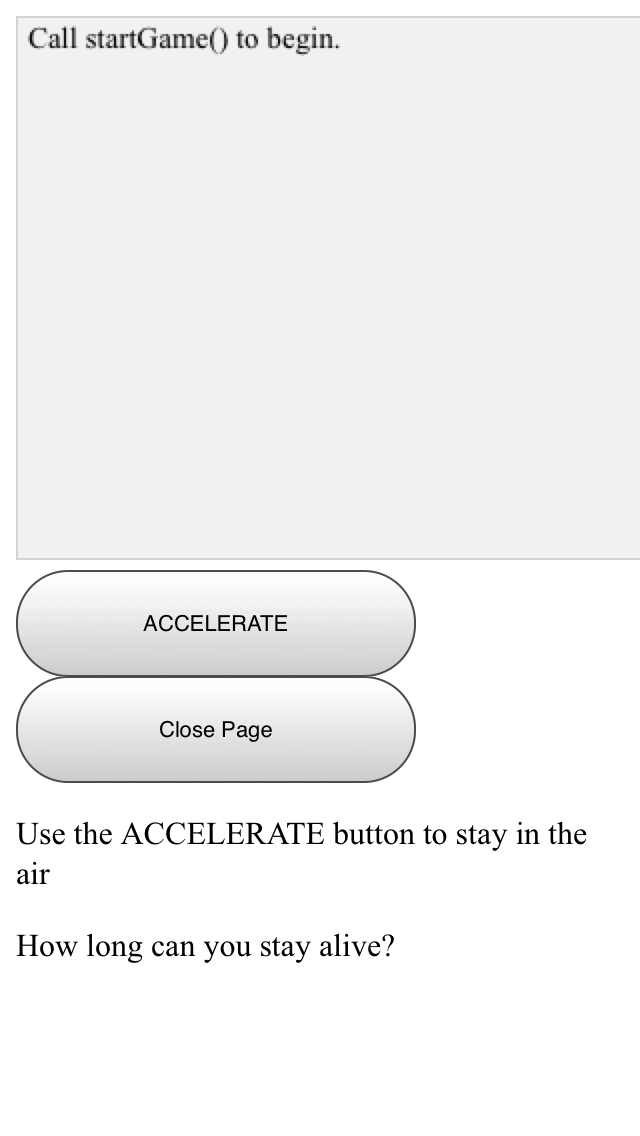 Call startGame() to begin.
ACCELERATE
Close Page
Use the ACCELERATE button to stay in the
air
How long can you stay alive?